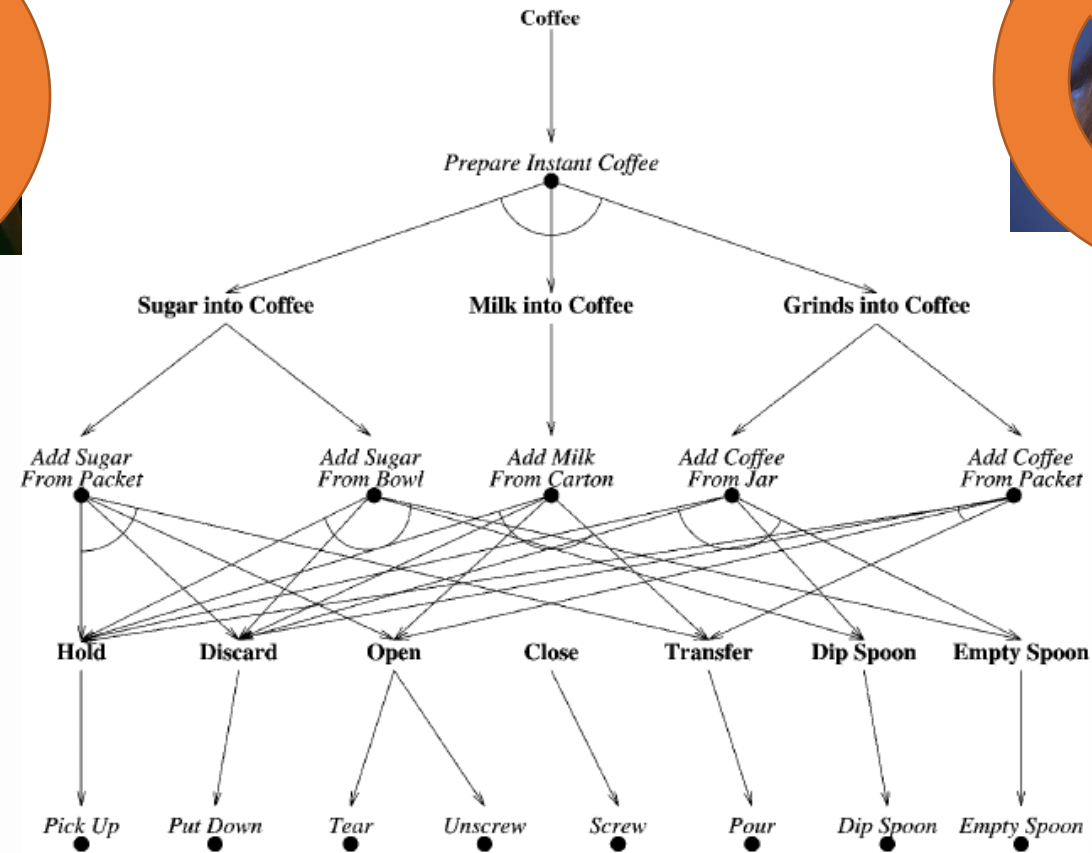 Coffee
Prepare Instant Coffee
Sugar into Coffee
Milk into Coffee
Grinds into Coffee
Add Sugar
From Packet
Add Sugar
From Bowl
Add Milk
From Carton
Add Coffee
From Jar
Add Coffee
From Packet
Hold
Discard
Open
Close
Transfer
Dip Spoon
Empty Spoon
Pick Up
Put Down
Tear
Unscrew
Screw
Pour
Dip Spoon
Empty Spoon